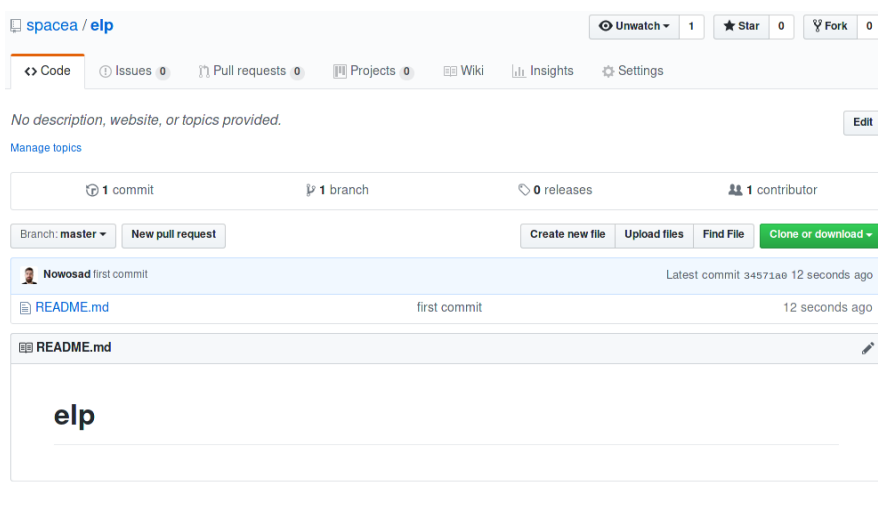 spacea / elp Unwatch 1 Star 0 Fork 0
Code Issues 0 Pull requests 0 Projects 0 Wiki Insights Settings
No description, website, or topics provided. Edit
Manage topics
1 commit 1 branch 0 releases 1 contributor
Branch: master New pull request Create new file Upload files Find File Clone or download
Nowosad first commit Latest commit 34571a0 12 seconds ago
README.md first commit 12 seconds ago
README.md
elp